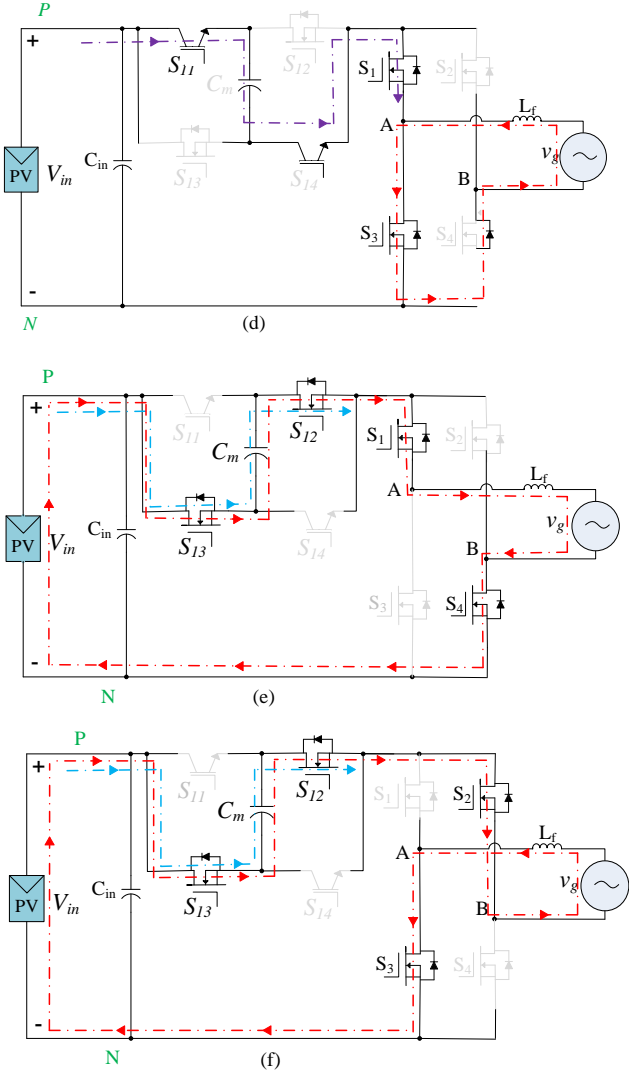 P
+
S11
Cm
S12
S1
S2
Lf
A
Cin
PV
Vin
S13
S14
vg
B
S3
S4
-
N
(d)
P
+
S11
S12
S1
S2
Cm
Lf
A
Cin
PV
Vin
S13
S14
vg
B
S3
S4
-
N
(e)
P
+
S11
S12
S1
S2
Cm
Lf
A
Cin
PV
Vin
S13
S14
vg
B
S3
S4
-
N
(f)